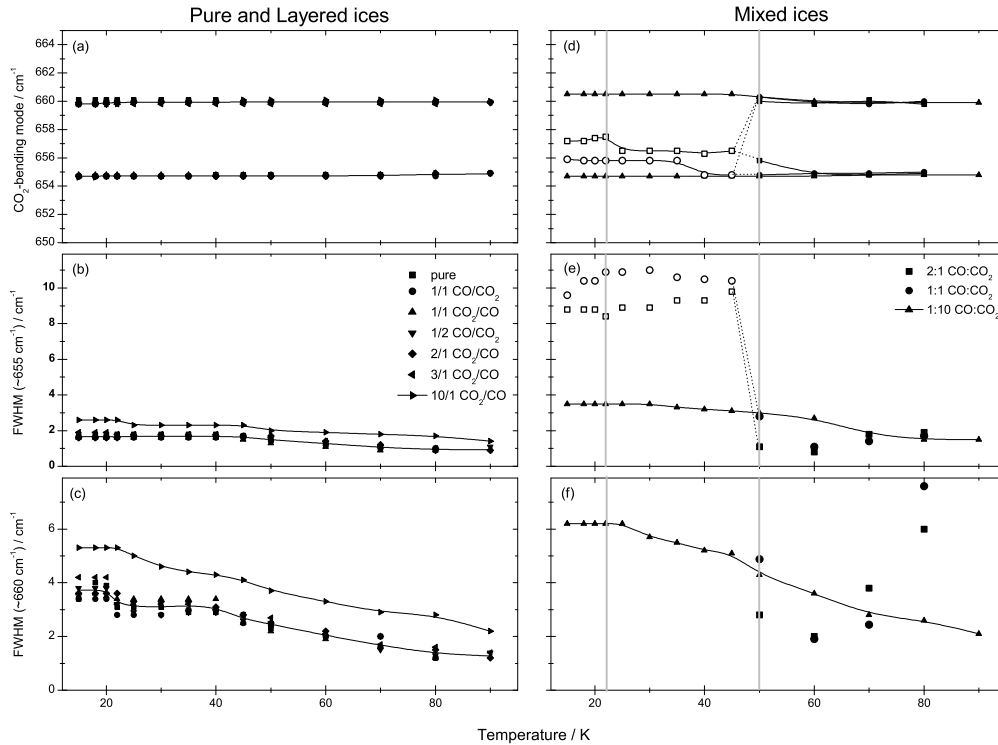 Pure and Layered ices
Mixed ices
(a)
664
662
660
658
656
654
652
650
CO2-bending mode / cm-1
(d)
(b)
10
8
6
4
2
0
FWHM (~655 cm-1) / cm-1
pure
1/1 CO/CO2
1/1 CO2/CO
1/2 CO/CO2
2/1 CO2/CO
3/1 CO2/CO
10/1 CO2/CO
(e)
2:1 CO:CO2
1:1 CO:CO2
1:10 CO:CO2
(c)
6
4
2
0
FWHM (~660 cm-1) / cm-1
(f)
20 40 60 80
20 40 60 80
Temperature / K